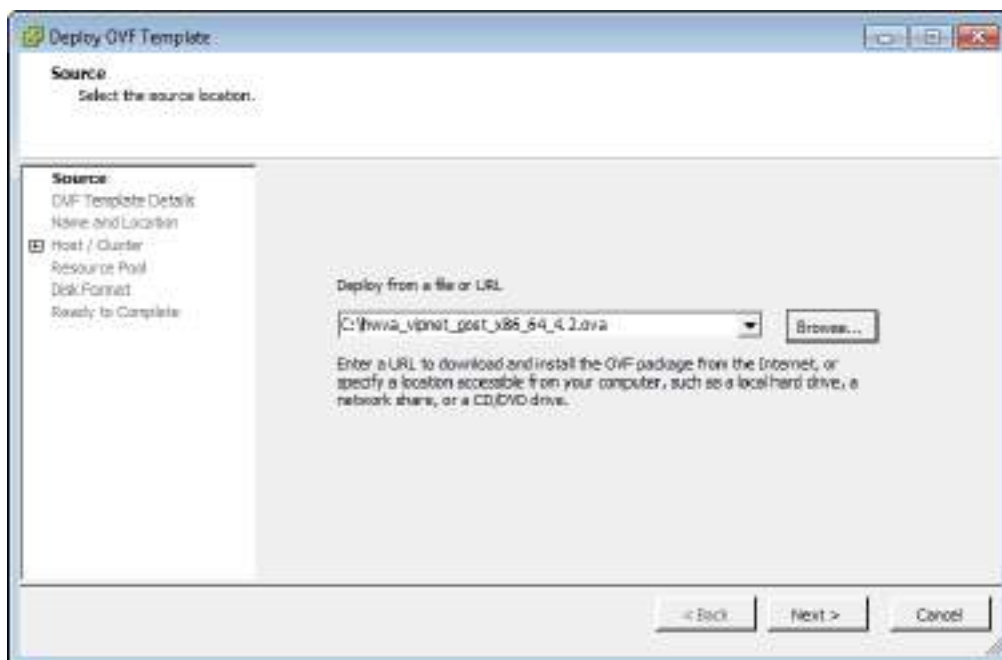 Deploy OVF Template
Source
Select the source location.
Source
OVF Template Details
Name and Location
Host / Cluster
Resource Pool
Disk Format
Ready to Complete
Deploy from a file or URL
C:\hwva_vipnet_gost_x86_64_4.2.ova
Browse...
Enter a URL to download and install the OVF package from the Internet, or
specify a location accessible from your computer, such as a local hard drive, a
network share, or a CD/DVD drive.
< Back
Next >
Cancel